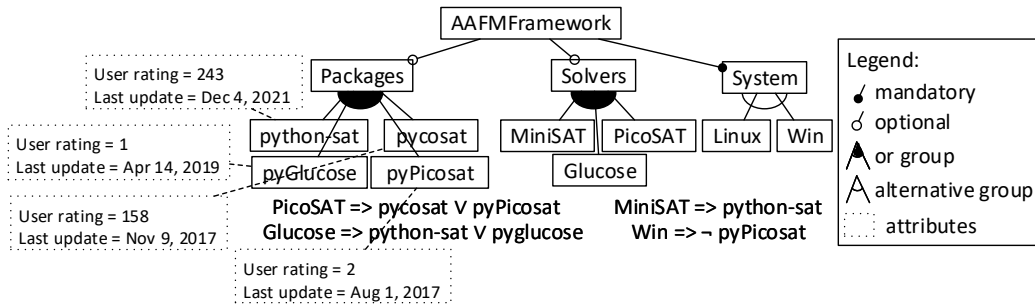 AAFMFramework
Packages
Solvers
System
User rating = 243
Last update = Dec 4, 2021
python-sat
pycosat
MiniSAT
PicoSAT
Linux
Win
User rating = 1
Last update = Apr 14, 2019
pyGlucose
pyPicosat
Glucose
User rating = 158
Last update = Nov 9, 2017
PicoSAT => pycosat V pyPicosat
Glucose => python-sat V pyglucose
MiniSAT => python-sat
Win => ¬ pyPicosat
User rating = 2
Last update = Aug 1, 2017
Legend:
mandatory
optional
or group
alternative group
attributes